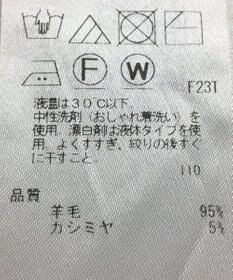 F W
F23T
液温は30℃以下。
中性洗剤(おしゃれ着洗い)を
使用。漂白剤は液体タイプを使
用。よくすすぎ、絞りの後すぐ
に干すこと。
110
品質
羊毛 95%
カシミヤ 5%